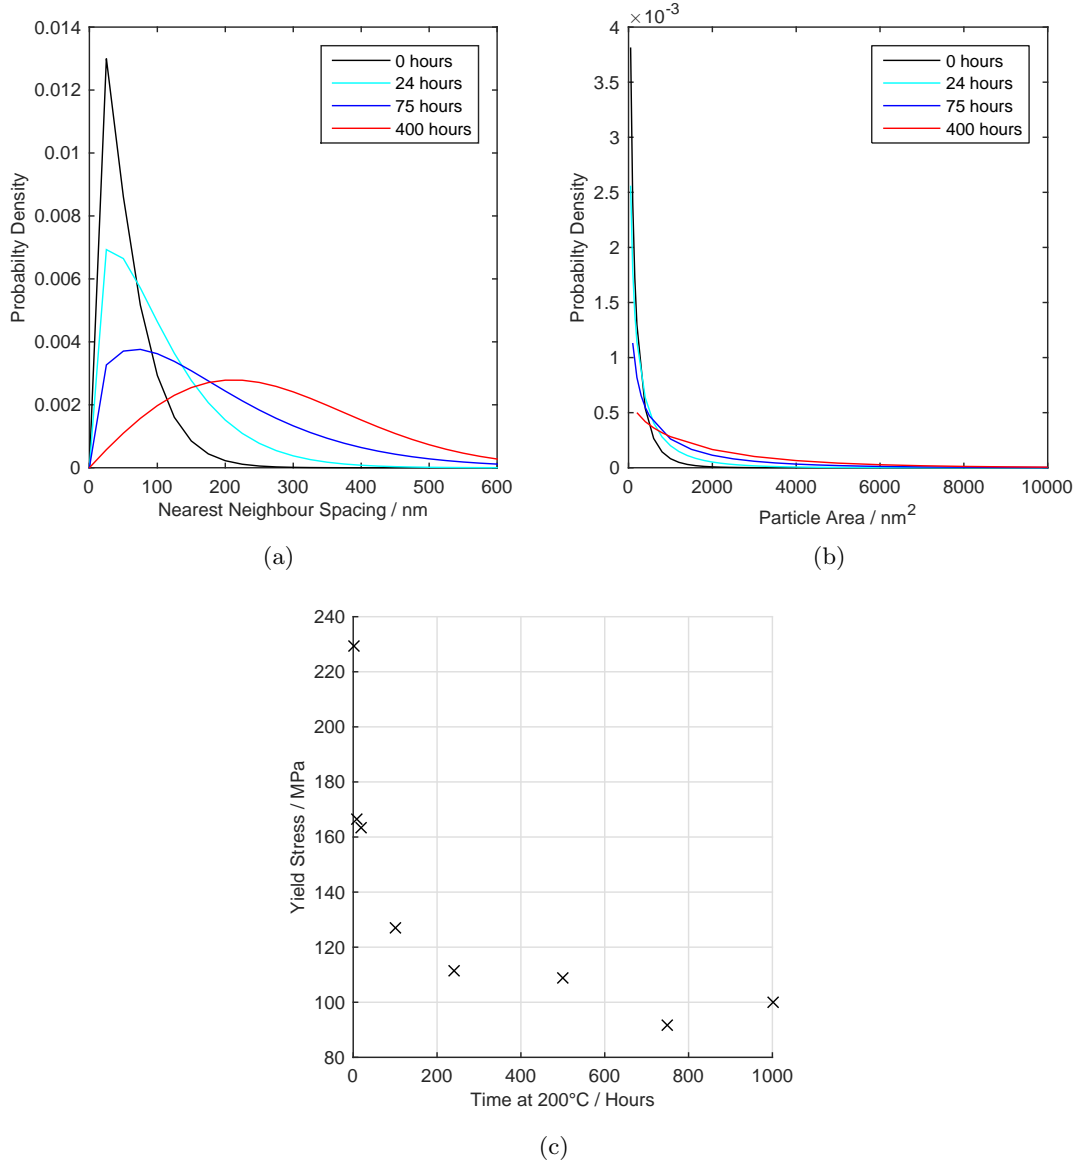 0.014
0.012
0.01
0.008
0.006
0.004
0.002
0
Probabilty Density
0 hours
24 hours
75 hours
400 hours
0 100 200 300 400 500 600
Nearest Neighbour Spacing / nm
(a)
×10⁻³
4
3.5
3
2.5
2
1.5
1
0.5
0
Probabilty Density
0 hours
24 hours
75 hours
400 hours
0 2000 4000 6000 8000 10000
Particle Area / nm²
(b)
240
220
200
180
160
140
120
100
80
Yield Stress / MPa
0 200 400 600 800 1000
Time at 200°C / Hours
(c)